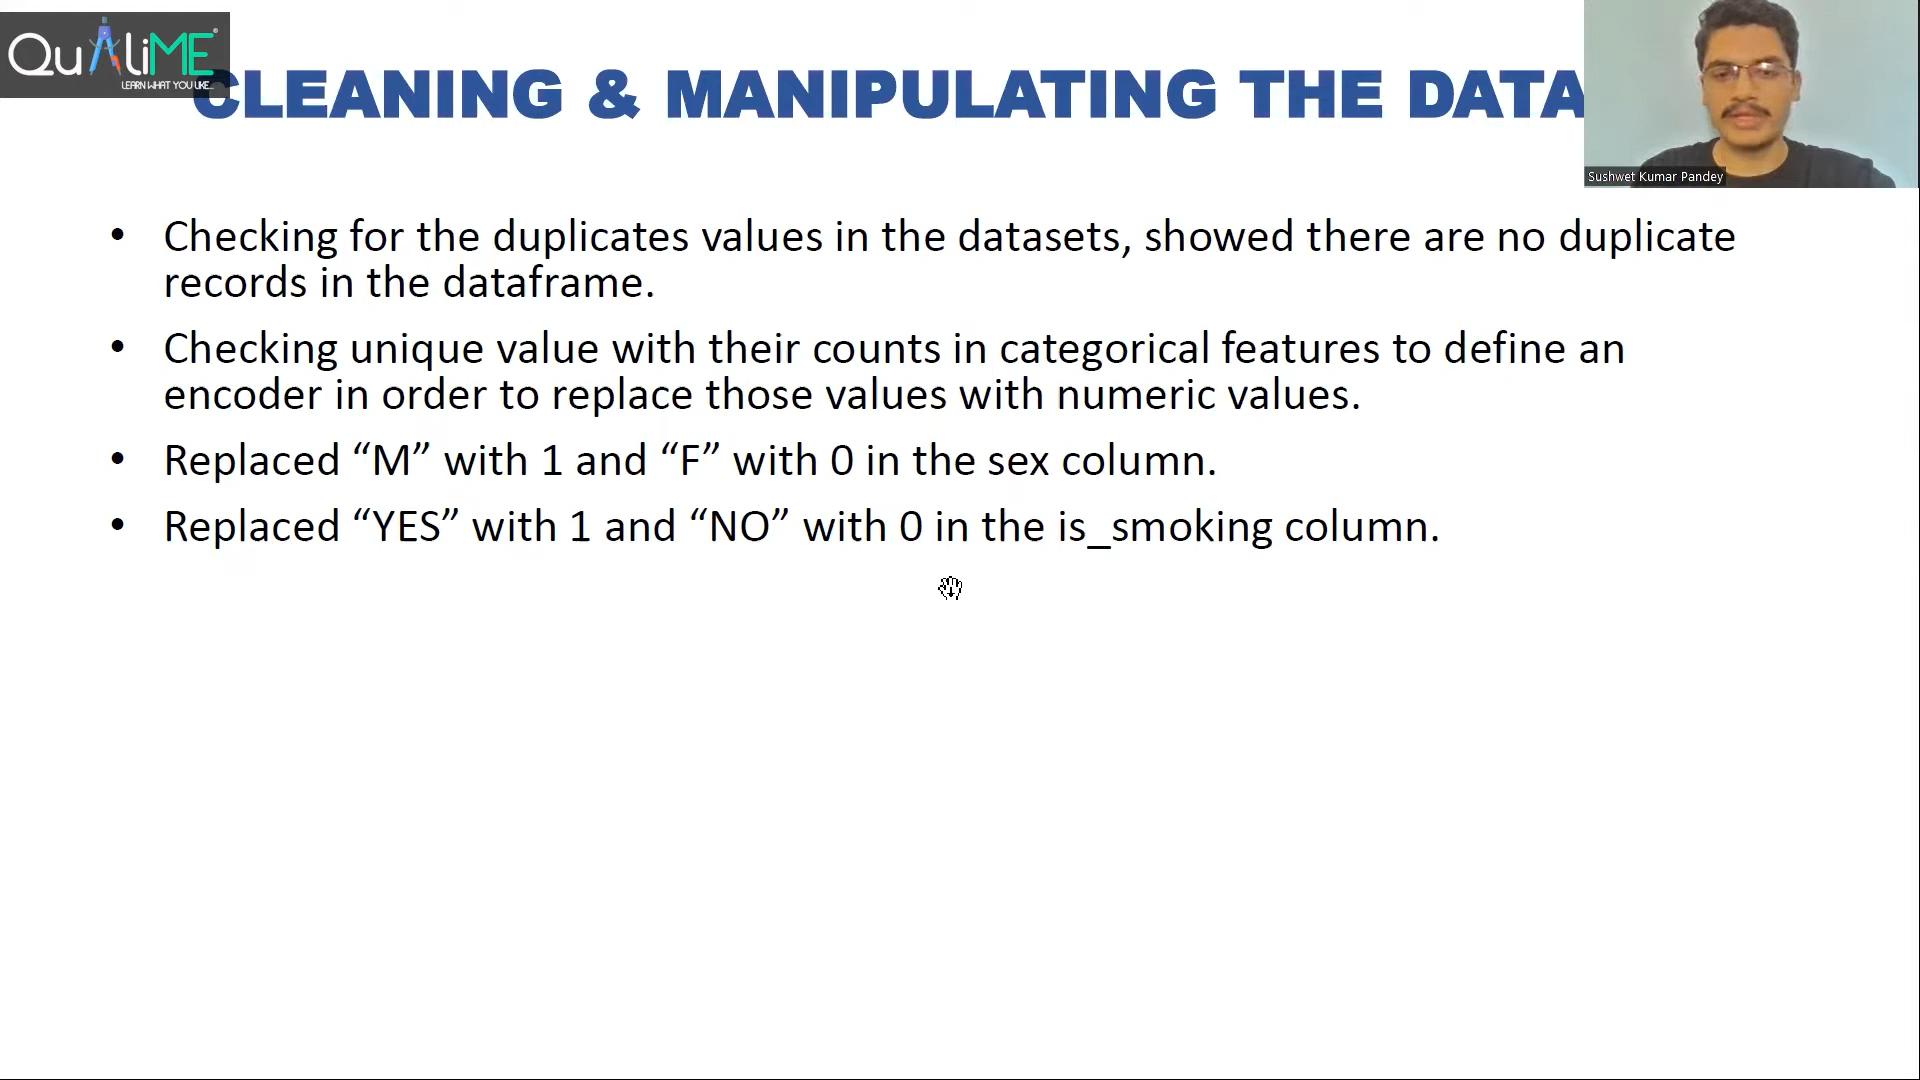 QuALiME
LEARN WHAT YOU LIKE...
CLEANING & MANIPULATING THE DATA
Sushwet Kumar Pandey
• Checking for the duplicates values in the datasets, showed there are no duplicate
records in the dataframe.
• Checking unique value with their counts in categorical features to define an
encoder in order to replace those values with numeric values.
• Replaced “M” with 1 and “F” with 0 in the sex column.
• Replaced “YES” with 1 and “NO” with 0 in the is_smoking column.